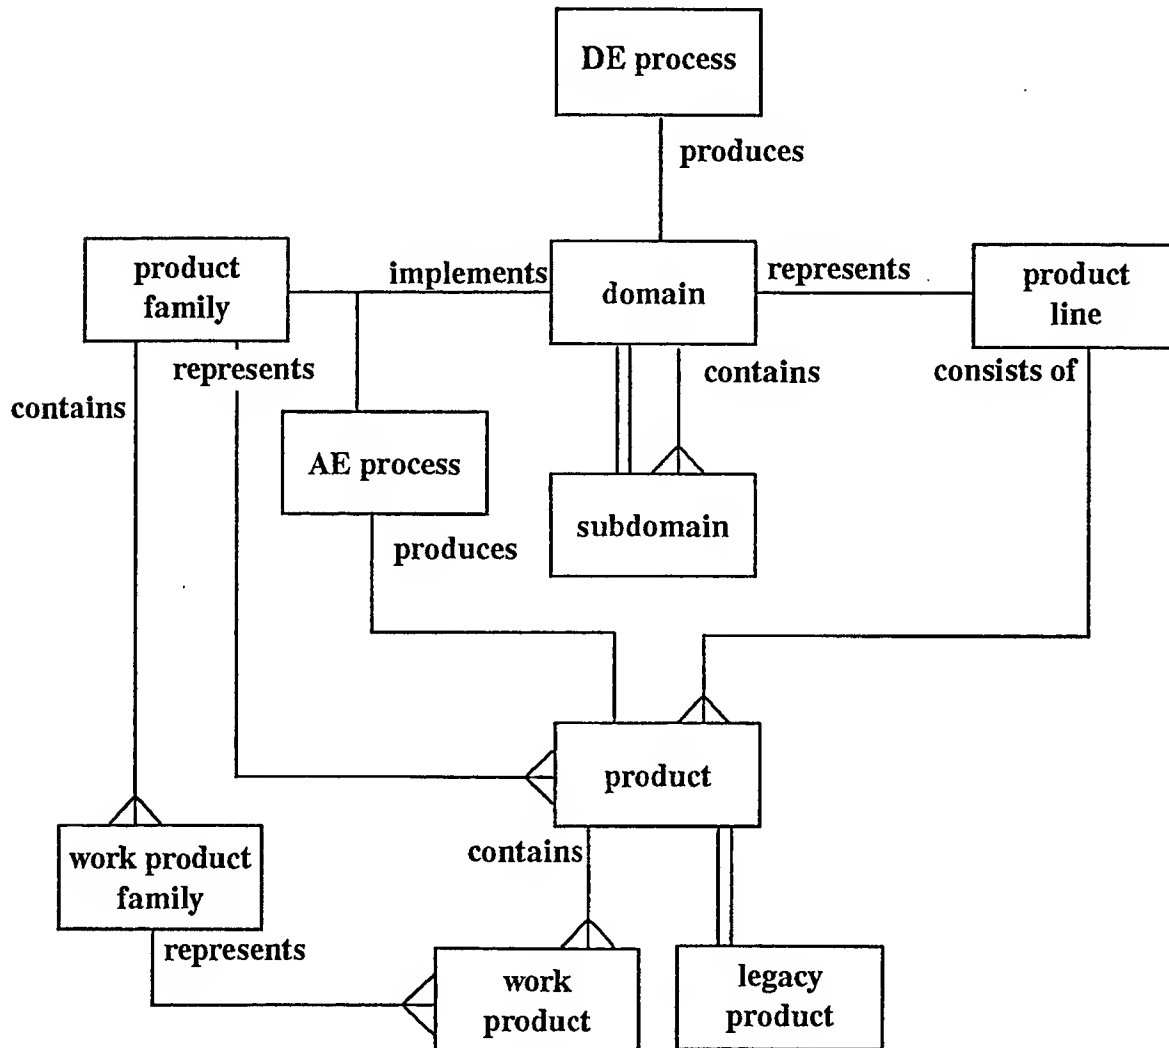 DE process
produces
product
family
implements
domain
represents
product
line
represents
contains
consists of
contains
AE process
subdomain
produces
product
contains
work product
family
represents
work
product
legacy
product